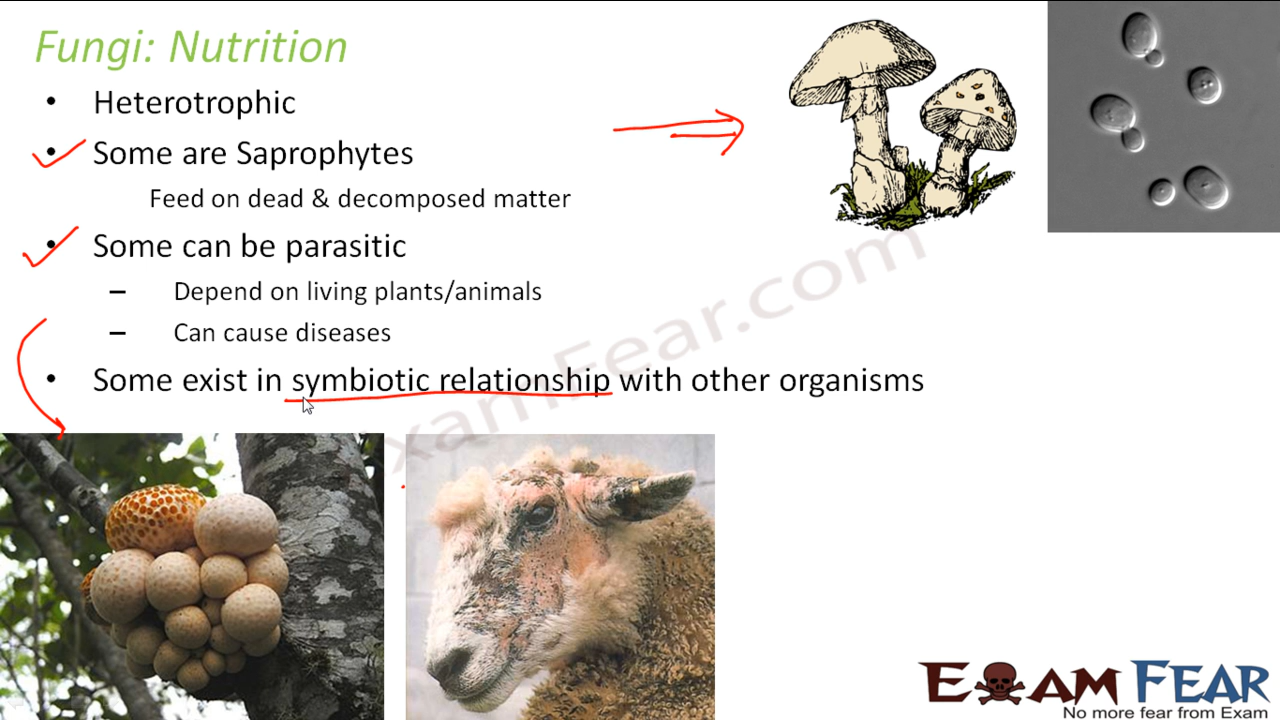 Fungi: Nutrition
• Heterotrophic
• Some are Saprophytes
Feed on dead & decomposed matter
• Some can be parasitic
– Depend on living plants/animals
– Can cause diseases
• Some exist in symbiotic relationship with other organisms
examFear.com
EXAM FEAR
No more fear from Exam